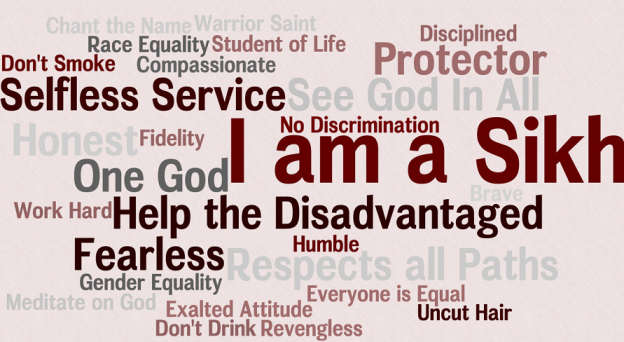 Chant the Name
Warrior Saint
Disciplined
Race Equality
Student of Life
Protector
Don't Smoke
Compassionate
Selfless Service
See God In All
No Discrimination
Honest
Fidelity
I am a Sikh
One God
Brave
Work Hard
Help the Disadvantaged
Humble
Fearless
Respects all Paths
Gender Equality
Everyone is Equal
Meditate on God
Exalted Attitude
Uncut Hair
Don't Drink
Revengless